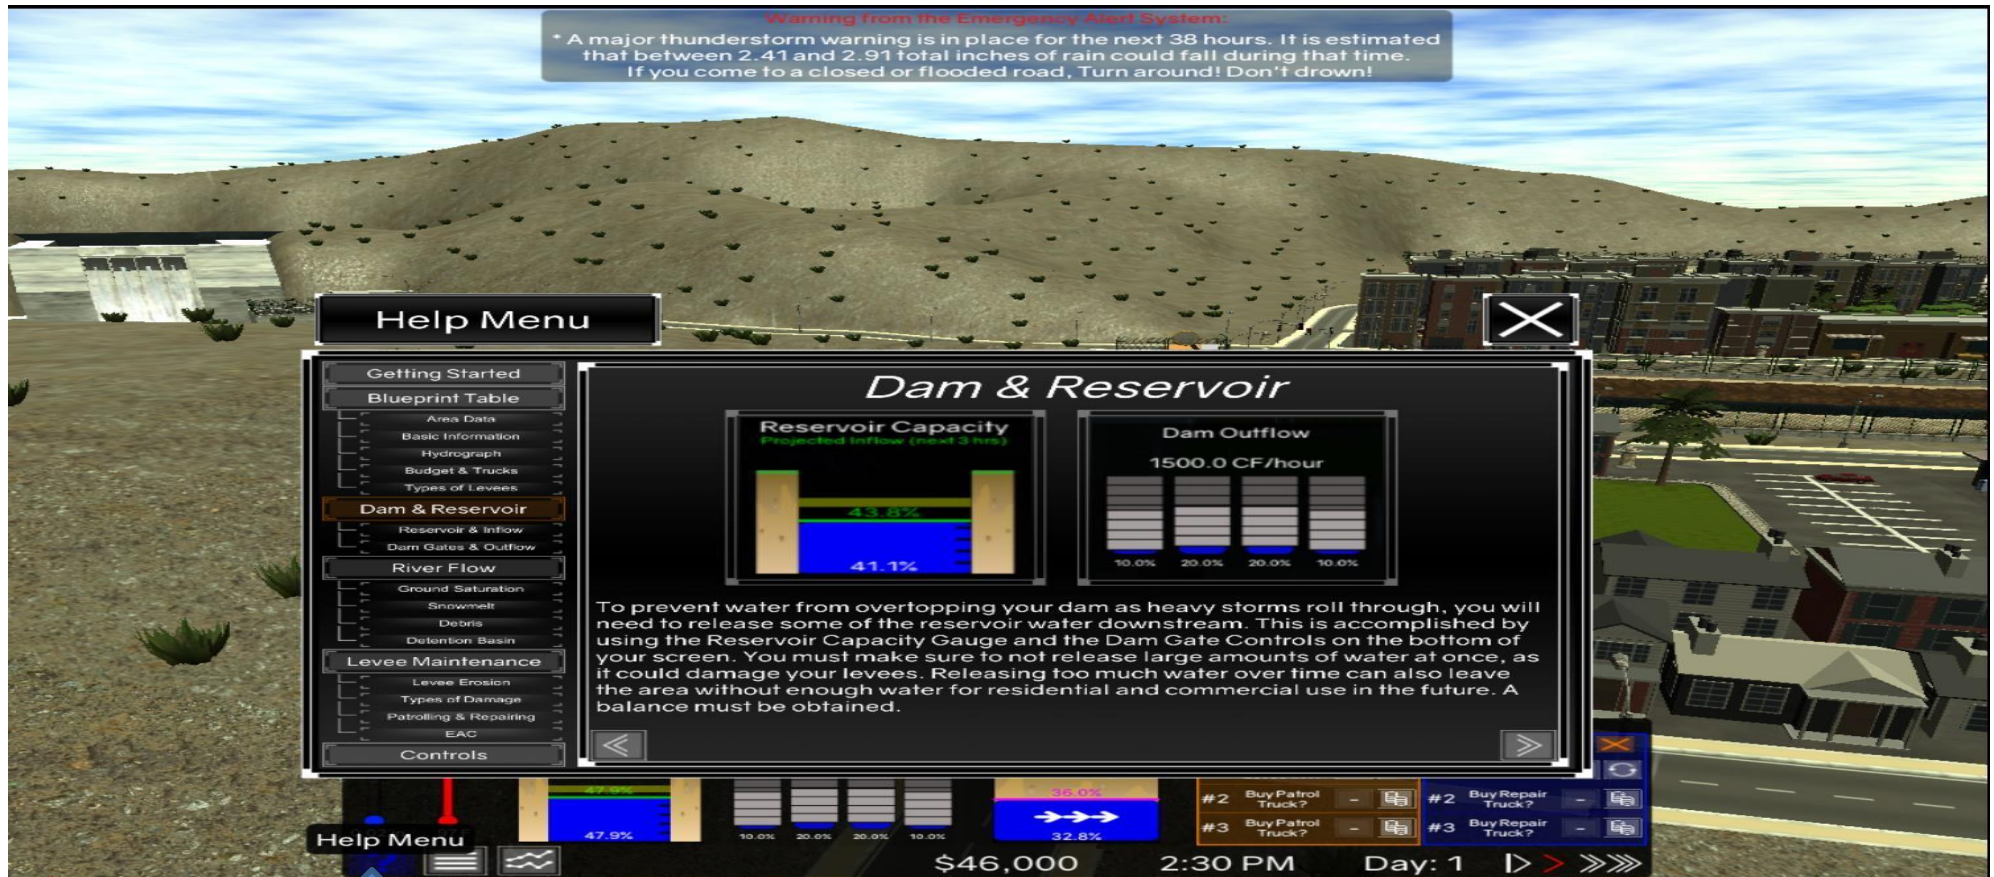 Warning from the Emergency Alert System:
* A major thunderstorm warning is in place for the next 38 hours. It is estimated
that between 2.41 and 2.91 total inches of rain could fall during that time.
If you come to a closed or flooded road, Turn around! Don't drown!
Help Menu
Getting Started
Blueprint Table
Area Data
Basic Information
Hydrograph
Budget & Trucks
Types of Levees
Dam & Reservoir
Reservoir & Inflow
Dam Gates & Outflow
River Flow
Ground Saturation
Snowmelt
Debris
Detention Basin
Levee Maintenance
Levee Erosion
Types of Damage
Patrolling & Repairing
EAC
Controls
Dam & Reservoir
Reservoir Capacity
Projected Inflow (next 3 hrs)
43.8%
41.1%
Dam Outflow
1500.0 CF/hour
10.0% 20.0% 20.0% 10.0%
To prevent water from overtopping your dam as heavy storms roll through, you will
need to release some of the reservoir water downstream. This is accomplished by
using the Reservoir Capacity Gauge and the Dam Gate Controls on the bottom of
your screen. You must make sure to not release large amounts of water at once, as
it could damage your levees. Releasing too much water over time can also leave
the area without enough water for residential and commercial use in the future. A
balance must be obtained.
47.9%
47.9%
10.0% 20.0% 20.0% 10.0%
36.0%
32.8%
#2 Buy Patrol Truck? -
#3 Buy Patrol Truck? -
#2 Buy Repair Truck? -
#3 Buy Repair Truck? -
Help Menu
$46,000 2:30 PM Day: 1